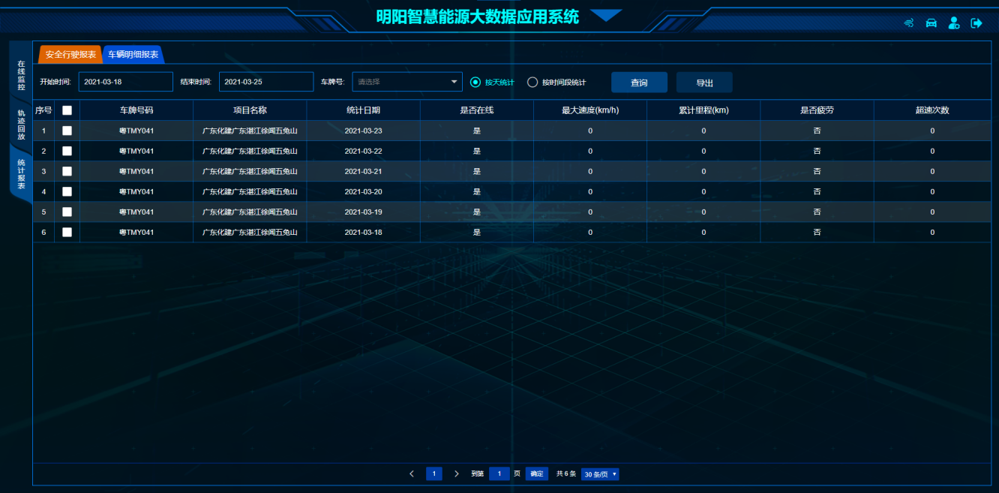 明阳智慧能源大数据应用系统
在线监控
轨迹回放
统计报表
安全行驶报表 车辆明细报表
开始时间: 2021-03-18 结束时间: 2021-03-25 车牌号: 请选择 按天统计 按时间段统计 查询 导出
序号 车牌号码 项目名称 统计日期 是否在线 最大速度(km/h) 累计里程(km) 是否疲劳 超速次数
1 粤TMY041 广东化建广东湛江徐闻五兔山 2021-03-23 是 0 0 否 0
2 粤TMY041 广东化建广东湛江徐闻五兔山 2021-03-22 是 0 0 否 0
3 粤TMY041 广东化建广东湛江徐闻五兔山 2021-03-21 是 0 0 否 0
4 粤TMY041 广东化建广东湛江徐闻五兔山 2021-03-20 是 0 0 否 0
5 粤TMY041 广东化建广东湛江徐闻五兔山 2021-03-19 是 0 0 否 0
6 粤TMY041 广东化建广东湛江徐闻五兔山 2021-03-18 是 0 0 否 0
1 到第 1 页 确定 共 6 条 30 条/页